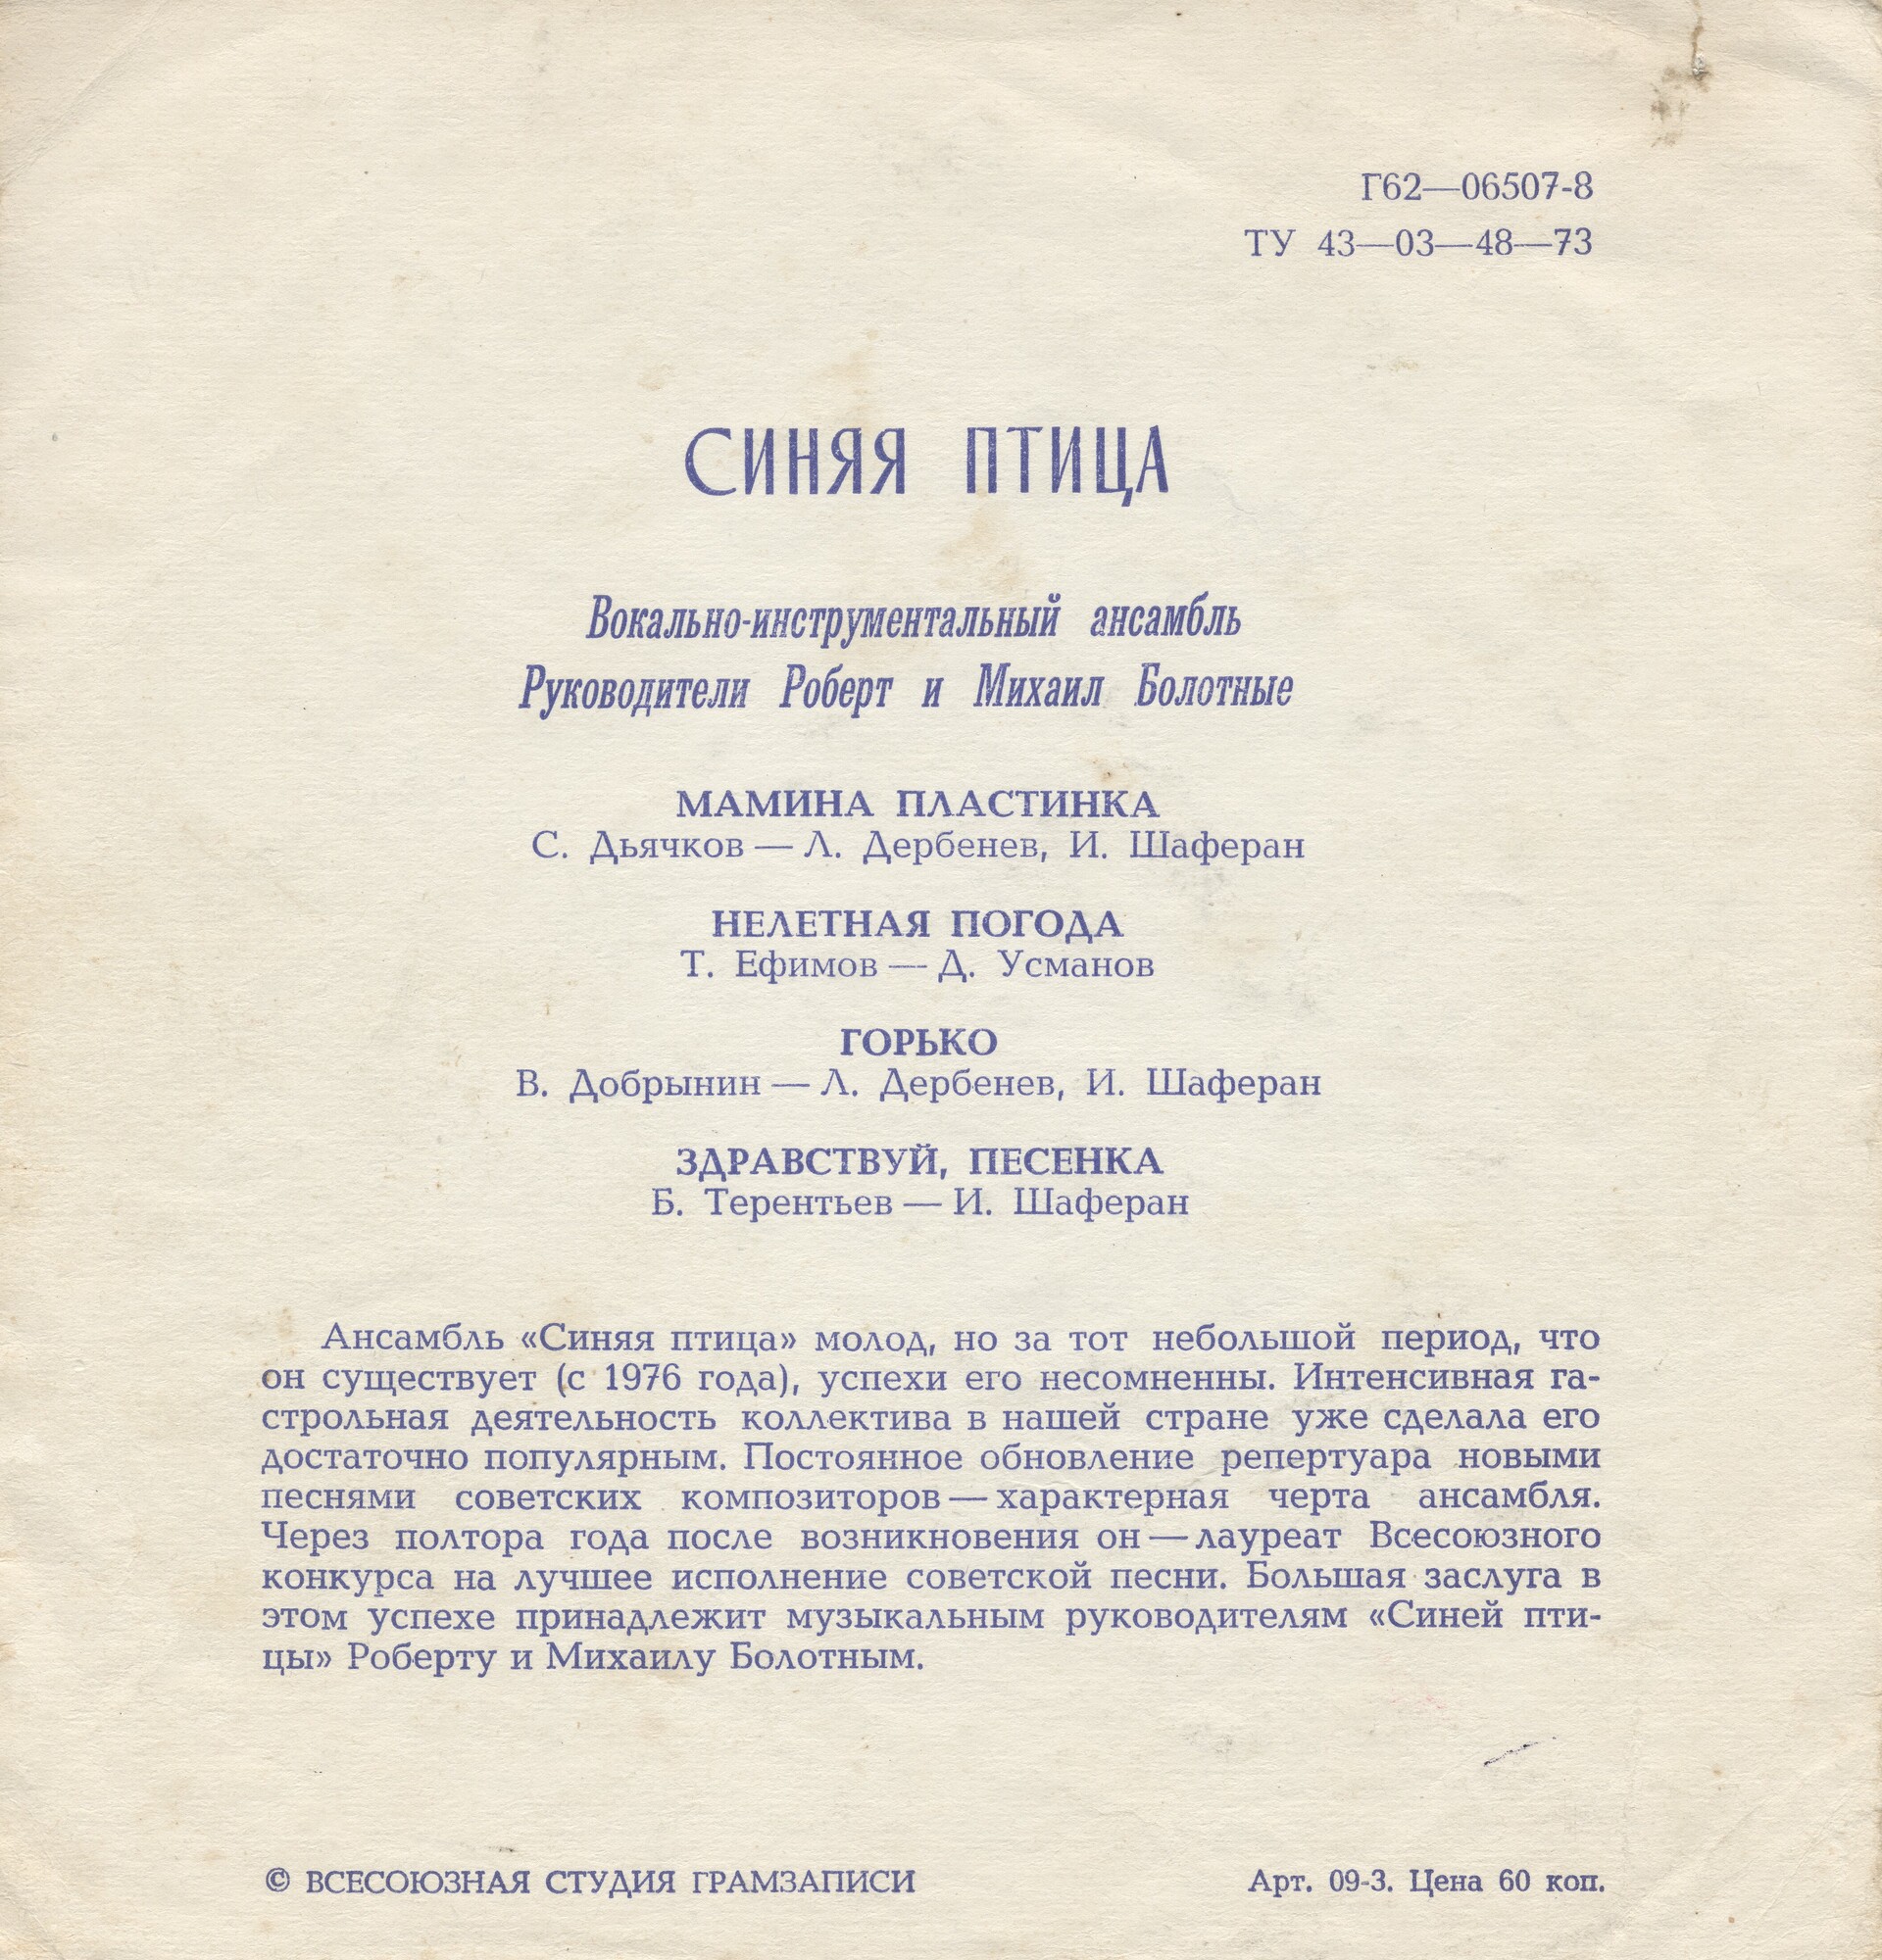 Г62—06507-8
ТУ 43—03—48—73
СИНЯЯ ПТИЦА
Вокально-инструментальный ансамбль
Руководители Роберт и Михаил Болотные
МАМИНА ПЛАСТИНКА
С. Дьячков — Л. Дербенев, И. Шаферан
НЕЛЕТНАЯ ПОГОДА
Т. Ефимов — Д. Усманов
ГОРЬКО
В. Добрынин — Л. Дербенев, И. Шаферан
ЗДРАВСТВУЙ, ПЕСЕНКА
Б. Терентьев — И. Шаферан
Ансамбль «Синяя птица» молод, но за тот небольшой период, что
он существует (с 1976 года), успехи его несомненны. Интенсивная га-
строльная деятельность коллектива в нашей стране уже сделала его
достаточно популярным. Постоянное обновление репертуара новыми
песнями советских композиторов — характерная черта ансамбля.
Через полтора года после возникновения он — лауреат Всесоюзного
конкурса на лучшее исполнение советской песни. Большая заслуга в
этом успехе принадлежит музыкальным руководителям «Синей пти-
цы» Роберту и Михаилу Болотным.
© ВСЕСОЮЗНАЯ СТУДИЯ ГРАМЗАПИСИ
Арт. 09-3. Цена 60 коп.